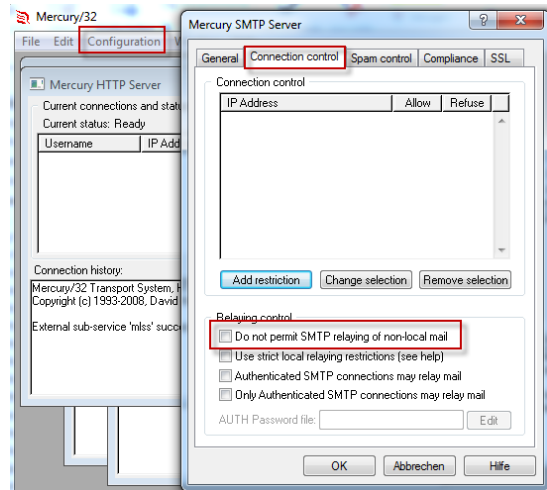 Mercury/32
File Edit Configuration
Mercury HTTP Server
Current connections and
Current status: Ready
Username IP Add
Connection history:
Mercury/32 Transport System,
Copyright (c) 1993-2008, David
External sub-service 'mls'
Mercury SMTP Server
General Connection control Spam control Compliance SSL
Connection control
IP Address Allow Refuse
Add restriction Change selection Remove selection
Relaying control
Do not permit SMTP relaying of non-local mail
Use strict local relaying restrictions (see help)
Authenticated SMTP connections may relay mail
Only Authenticated SMTP connections may relay mail
AUTH Password file: Edit
OK Abbrechen Hilfe